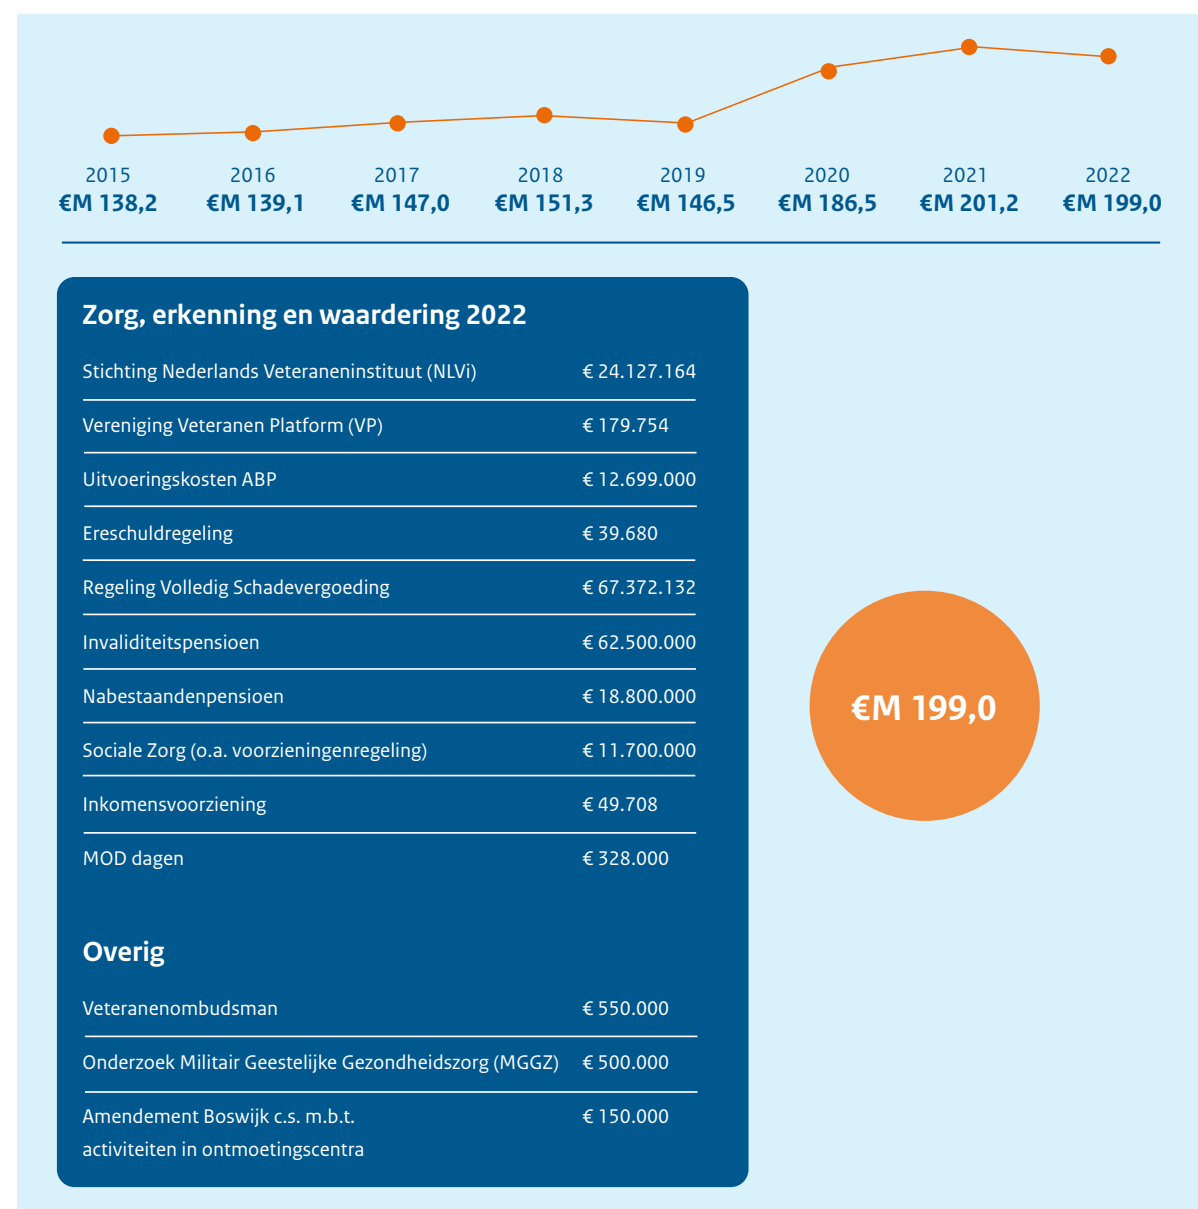 2015 2016 2017 2018 2019 2020 2021 2022
€M 138,2 €M 139,1 €M 147,0 €M 151,3 €M 146,5 €M 186,5 €M 201,2 €M 199,0
Zorg, erkenning en waardering 2022
Stichting Nederlands Veteraneninstituut (NLVi) € 24.127.164
Vereniging Veteranen Platform (VP) € 179.754
Uitvoeringskosten ABP € 12.699.000
Ereschuldregeling € 39.680
Regeling Volledig Schadevergoeding € 67.372.132
Invaliditeitspensioen € 62.500.000
Nabestaandenpensioen € 18.800.000
Sociale Zorg (o.a. voorzieningenregeling) € 11.700.000
Inkomensvoorziening € 49.708
MOD dagen € 328.000
Overig
Veteranenombudsman € 550.000
Onderzoek Militair Geestelijke Gezondheidszorg (MGGZ) € 500.000
Amendement Boswijk c.s. m.b.t. € 150.000
activiteiten in ontmoetingscentra
€M 199,0